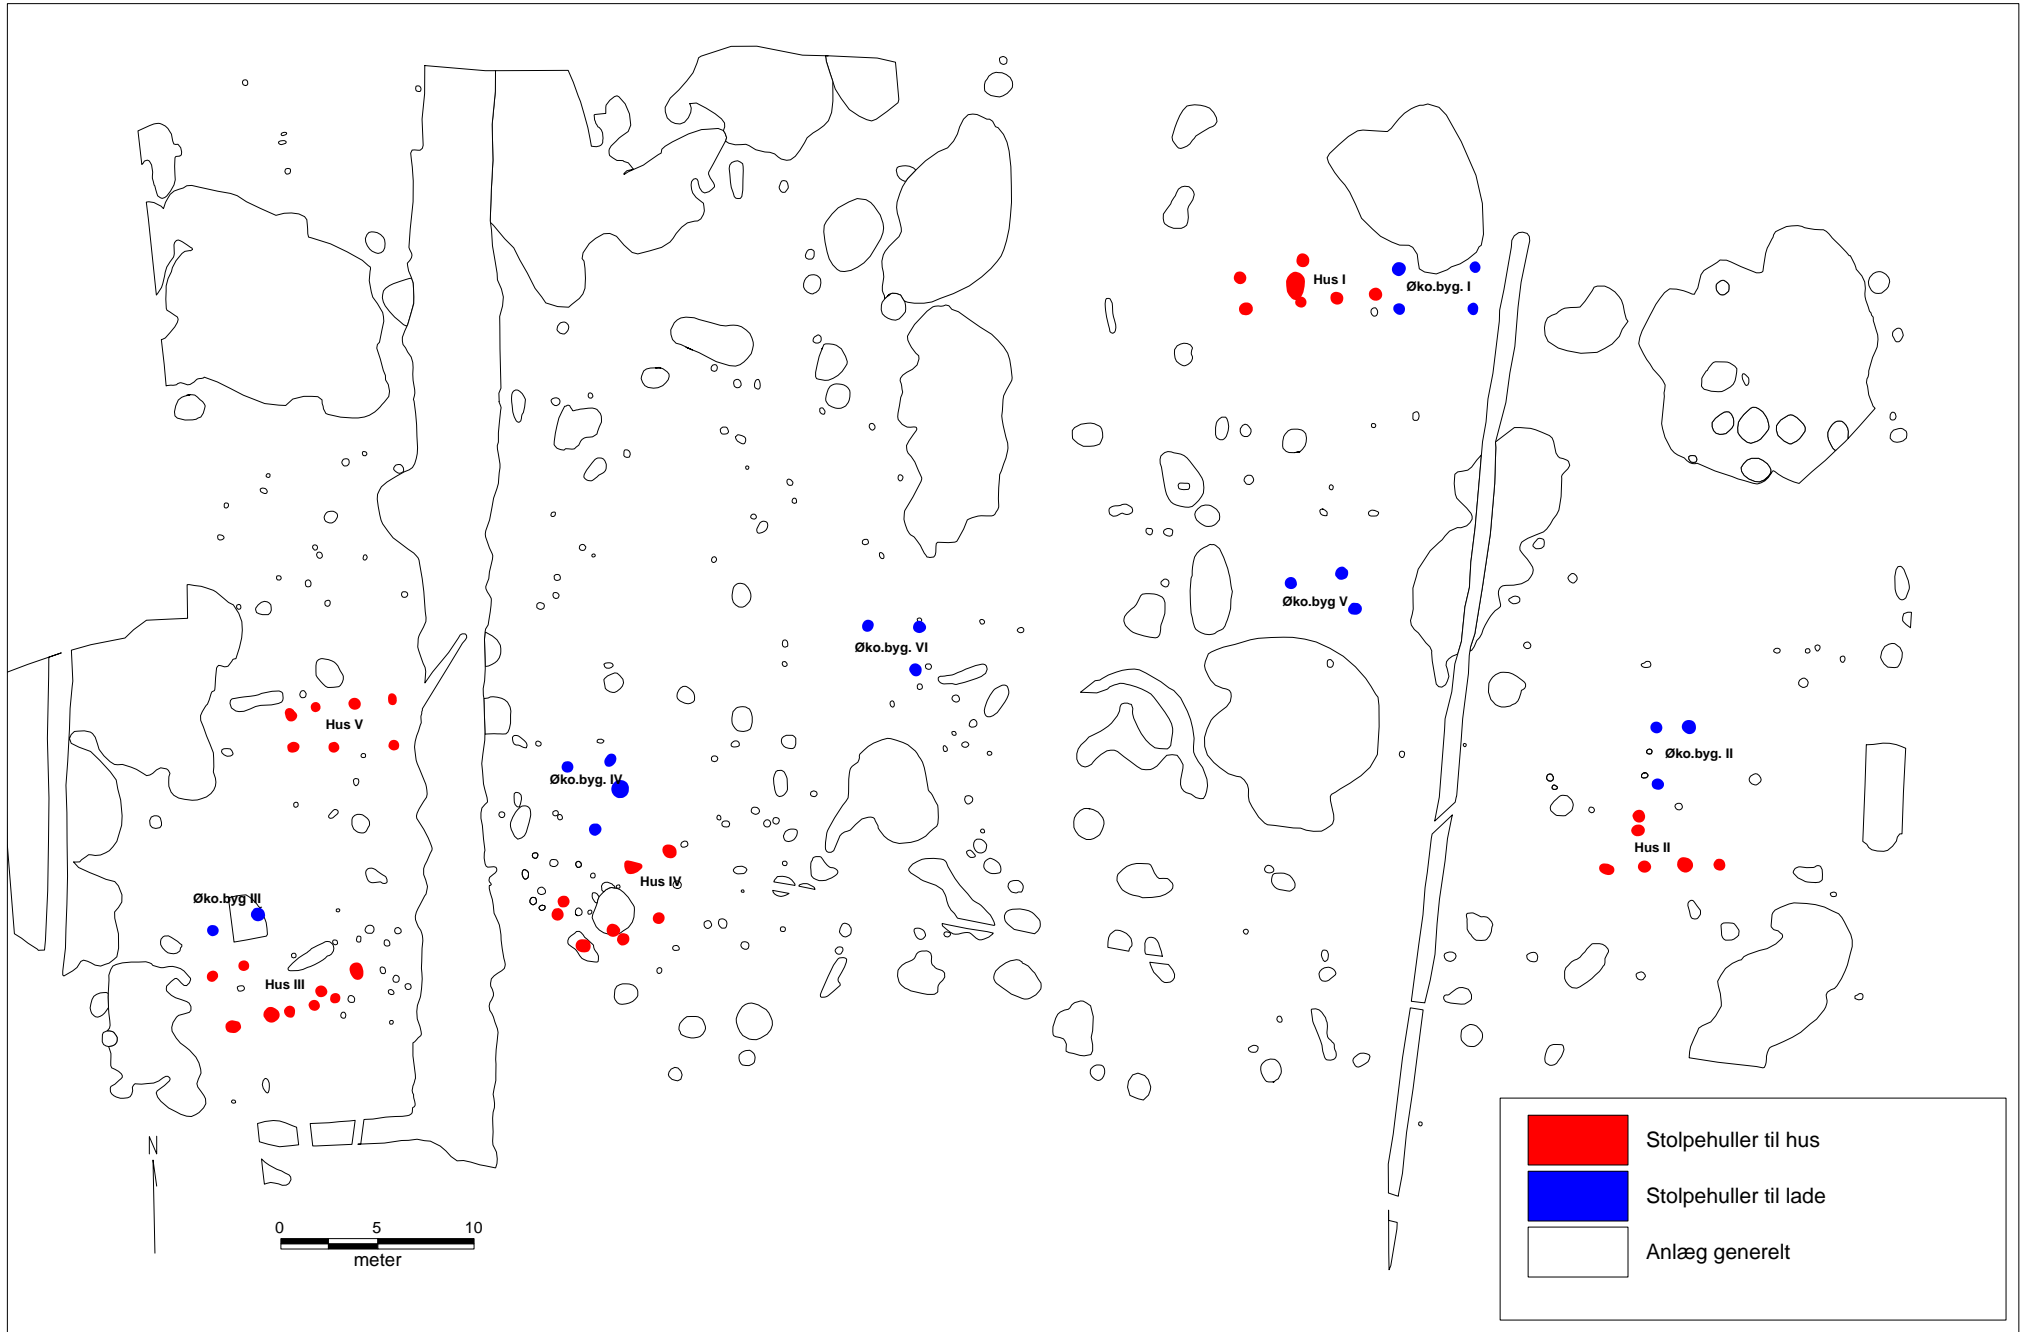 Hus I
Øko.byg. I
Øko.byg V
Øko.byg. VI
Hus V
Øko.byg. II
Øko.byg. IV
Hus II
Hus IV
Øko.byg III
Hus III
N
0 5 10
meter
Stolpehuller til hus
Stolpehuller til lade
Anlæg generelt